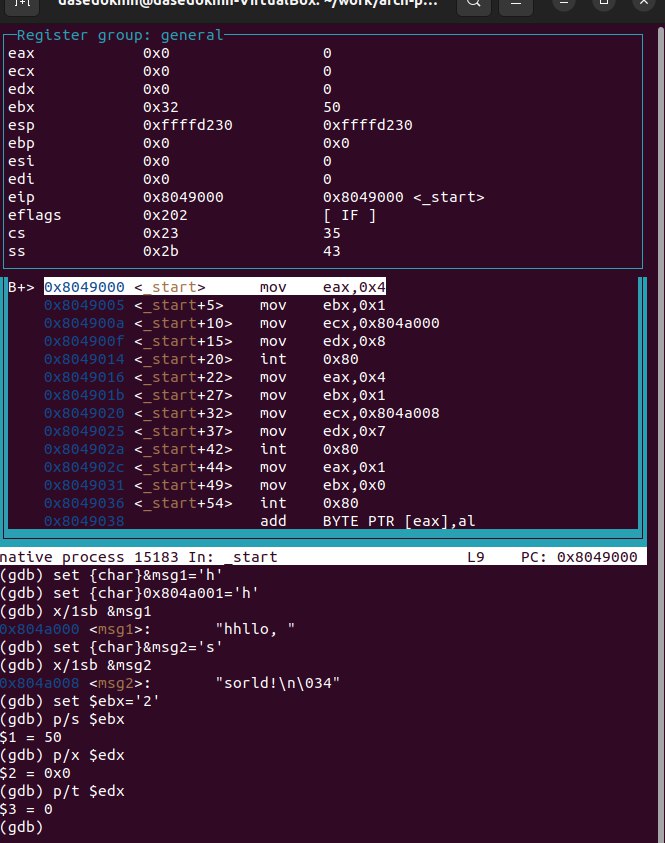 dasedokhin@dasedokhin-VirtualBox: ~/work/arch-p...
Register group: general
eax 0x0 0
ecx 0x0 0
edx 0x0 0
ebx 0x32 50
esp 0xffffd230 0xffffd230
ebp 0x0 0x0
esi 0x0 0
edi 0x0 0
eip 0x8049000 0x8049000 <_start>
eflags 0x202 [ IF ]
cs 0x23 35
ss 0x2b 43
B+> 0x8049000 <_start> mov eax,0x4
0x8049005 <_start+5> mov ebx,0x1
0x804900a <_start+10> mov ecx,0x804a000
0x804900f <_start+15> mov edx,0x8
0x8049014 <_start+20> int 0x80
0x8049016 <_start+22> mov eax,0x4
0x804901b <_start+27> mov ebx,0x1
0x8049020 <_start+32> mov ecx,0x804a008
0x8049025 <_start+37> mov edx,0x7
0x804902a <_start+42> int 0x80
0x804902c <_start+44> mov eax,0x1
0x8049031 <_start+49> mov ebx,0x0
0x8049036 <_start+54> int 0x80
0x8049038 add BYTE PTR [eax],al
native process 15183 In: _start L9 PC: 0x8049000
(gdb) set {char}&msg1='h'
(gdb) set {char}0x804a001='h'
(gdb) x/1sb &msg1
0x804a000 <msg1>: "hhllo, "
(gdb) set {char}&msg2='s'
(gdb) x/1sb &msg2
0x804a008 <msg2>: "sorld!\n\034"
(gdb) set $ebx='2'
(gdb) p/s $ebx
$1 = 50
(gdb) p/x $edx
$2 = 0x0
(gdb) p/t $edx
$3 = 0
(gdb)